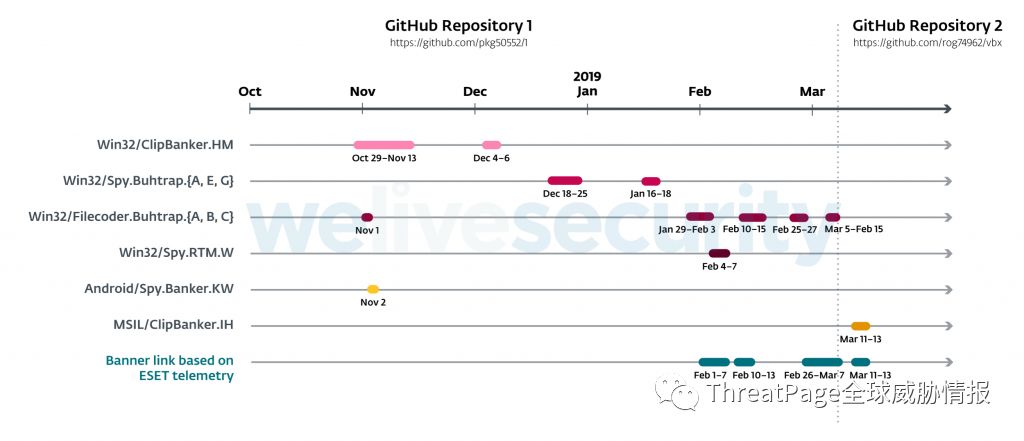 GitHub Repository 1
https://github.com/pkg50552/1
GitHub Repository 2
https://github.com/rog74962/vbx
2019
Oct Nov Dec Jan Feb Mar
Win32/ClipBanker.HM
Oct 29–Nov 13 Dec 4–6
Win32/Spy.Buhtrap.{A, E, G}
Dec 18–25 Jan 16–18
Win32/Filecoder.Buhtrap.{A, B, C}
Nov 1 Jan 29–Feb 3 Feb 10–15 Feb 25–27 Mar 5–Feb 15
welivesecurity
Win32/Spy.RTM.W
Feb 4–7
Android/Spy.Banker.KW
Nov 2
MSIL/ClipBanker.IH
Mar 11–13
Banner link based on
ESET telemetry
Feb 1–7 Feb 10–13 Feb 26–Mar 7 Mar 11–13
ThreatPage全球威胁情报